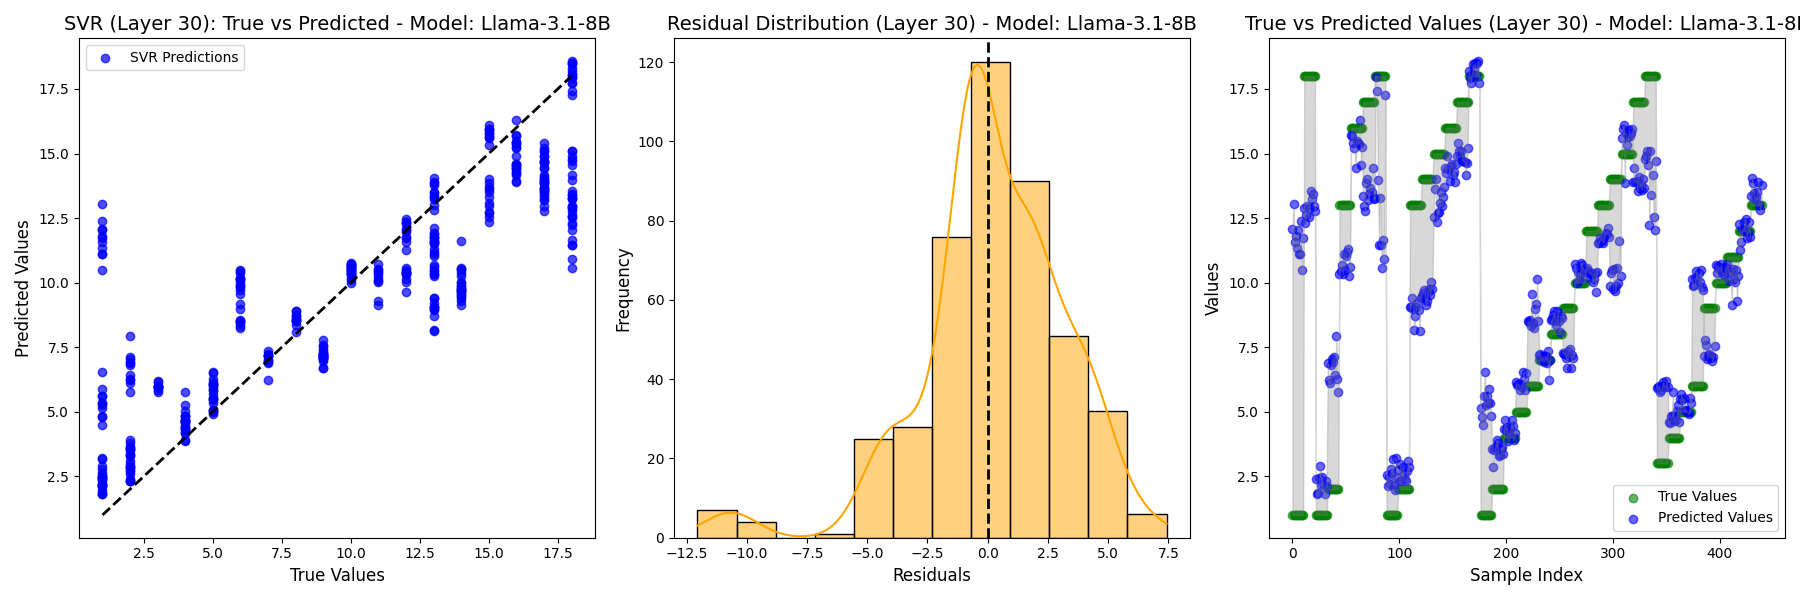 SVR (Layer 30): True vs Predicted - Model: Llama-3.1-8B
SVR Predictions
Predicted Values
17.5
15.0
12.5
10.0
7.5
5.0
2.5
2.5 5.0 7.5 10.0 12.5 15.0 17.5
True Values
Residual Distribution (Layer 30) - Model: Llama-3.1-8B
Frequency
120
100
80
60
40
20
0
−12.5 −10.0 −7.5 −5.0 −2.5 0.0 2.5 5.0 7.5
Residuals
True vs Predicted Values (Layer 30) - Model: Llama-3.1-8
Values
17.5
15.0
12.5
10.0
7.5
5.0
2.5
True Values
Predicted Values
0 100 200 300 400
Sample Index